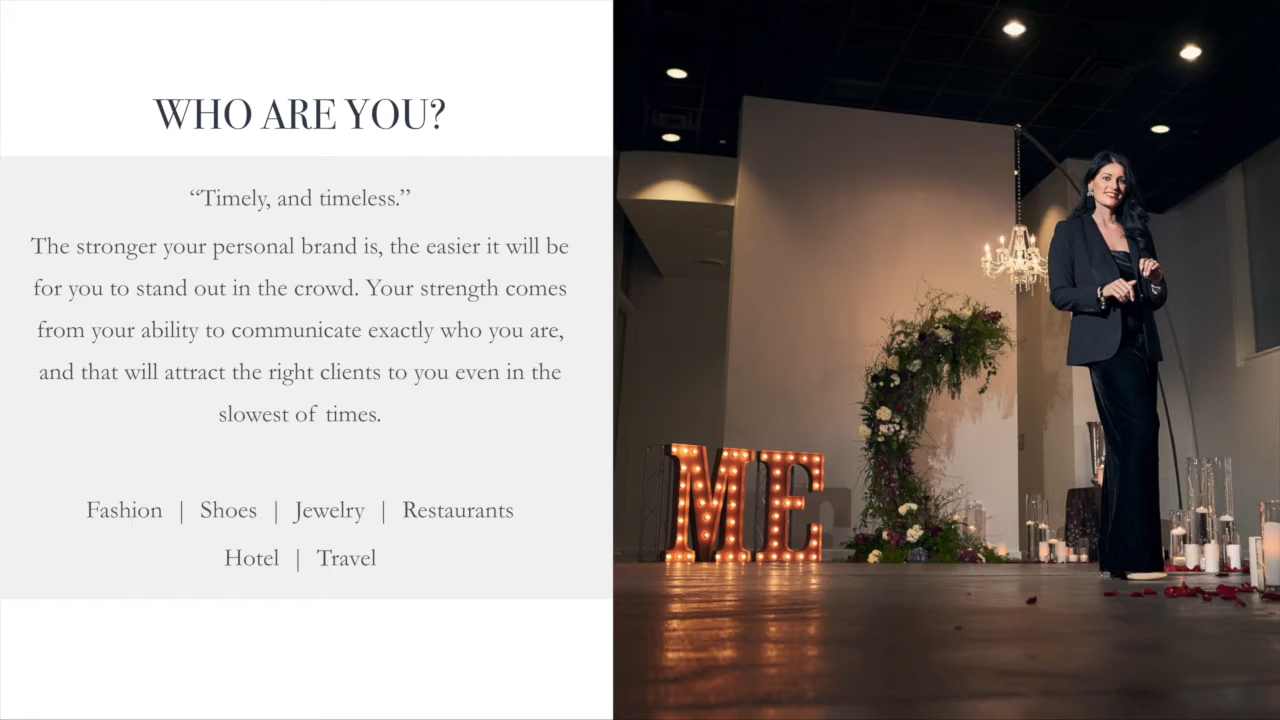 WHO ARE YOU?
“Timely, and timeless.”
The stronger your personal brand is, the easier it will be
for you to stand out in the crowd. Your strength comes
from your ability to communicate exactly who you are,
and that will attract the right clients to you even in the
slowest of times.
Fashion | Shoes | Jewelry | Restaurants
Hotel | Travel
ME